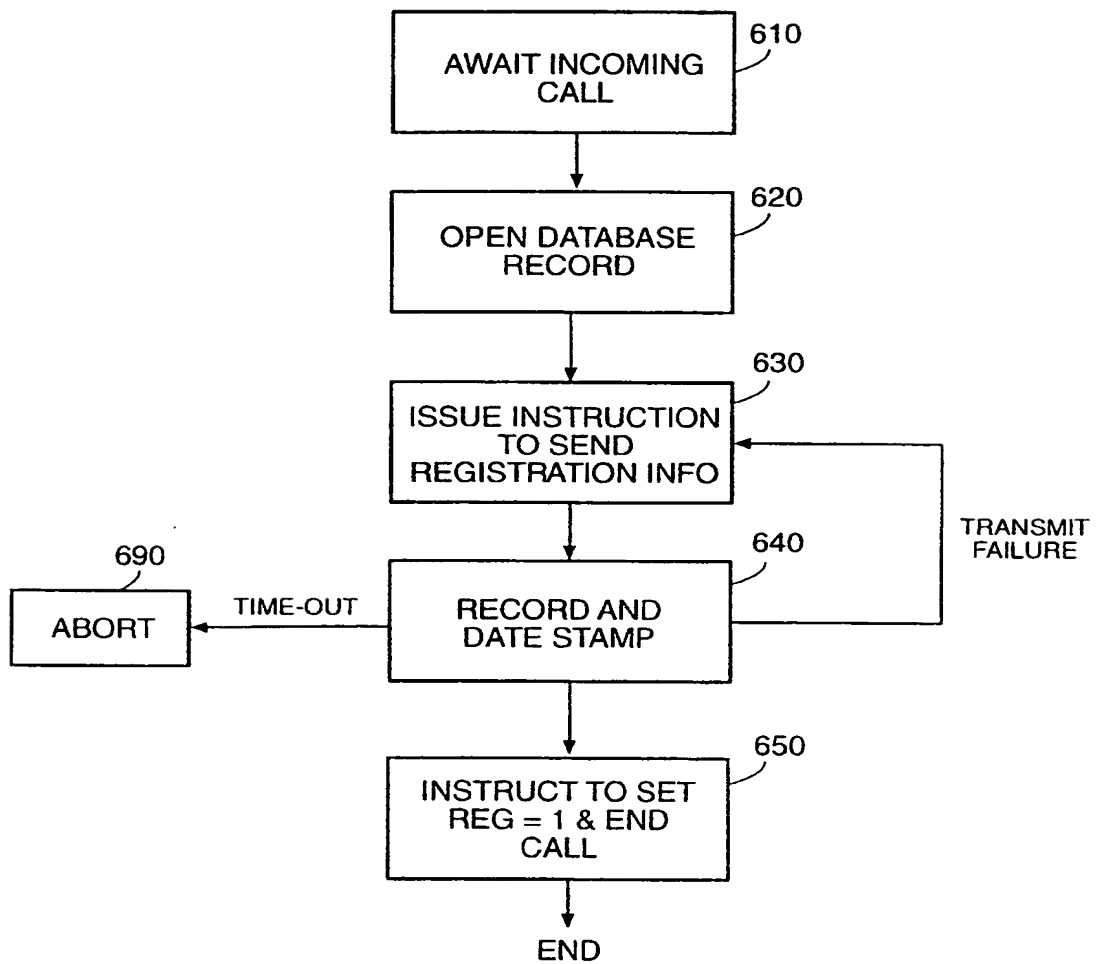 610
AWAIT INCOMING
CALL
620
OPEN DATABASE
RECORD
630
ISSUE INSTRUCTION
TO SEND
REGISTRATION INFO
TRANSMIT
FAILURE
640
RECORD AND
DATE STAMP
TIME-OUT
690
ABORT
650
INSTRUCT TO SET
REG = 1 & END
CALL
END